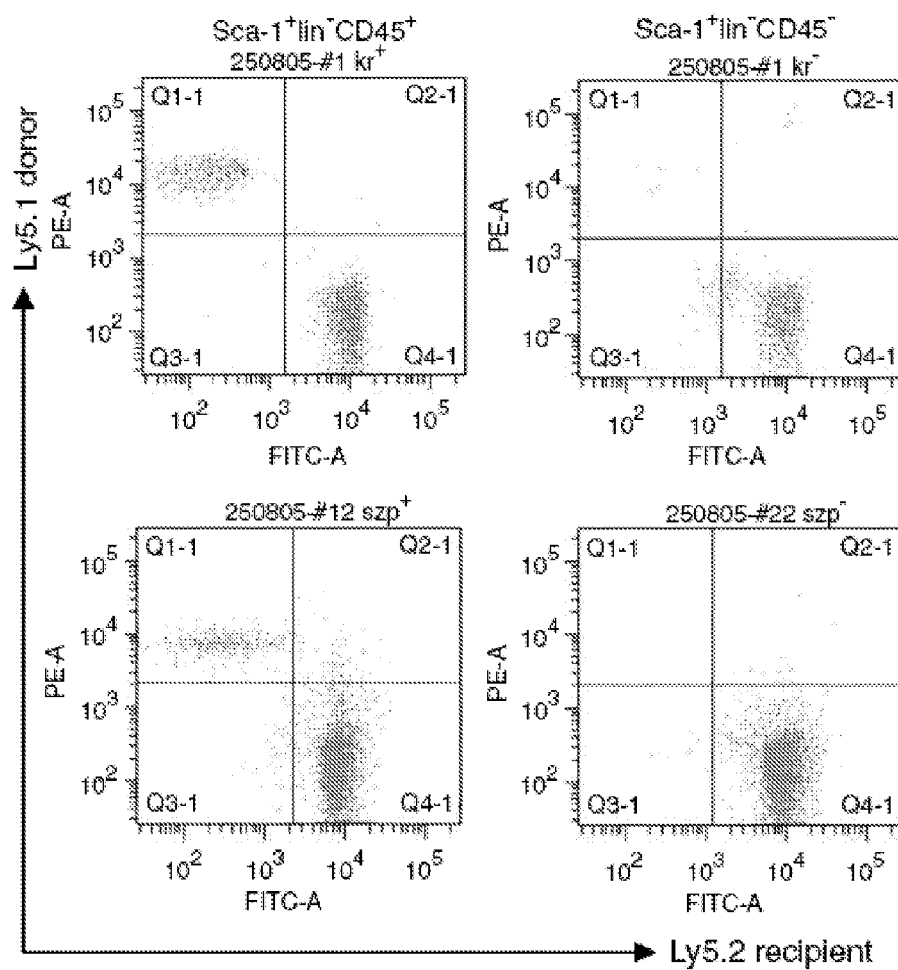 Sca-1⁺lin⁻CD45⁺
250805-#1 kr⁺
Q1-1
Q2-1
10⁵
10⁴
10³
10²
PE-A
Q3-1
Q4-1
10² 10³ 10⁴ 10⁵
FITC-A
Sca-1⁺lin⁻CD45⁻
250805-#1 kr⁻
Q1-1
Q2-1
10⁵
10⁴
10³
10²
PE-A
Q3-1
Q4-1
10² 10³ 10⁴ 10⁵
FITC-A
Ly5.1 donor
250805-#12 szp⁺
Q1-1
Q2-1
10⁵
10⁴
10³
10²
PE-A
Q3-1
Q4-1
10² 10³ 10⁴ 10⁵
FITC-A
250805-#22 szp⁻
Q1-1
Q2-1
10⁵
10⁴
10³
10²
PE-A
Q3-1
Q4-1
10² 10³ 10⁴ 10⁵
FITC-A
Ly5.2 recipient